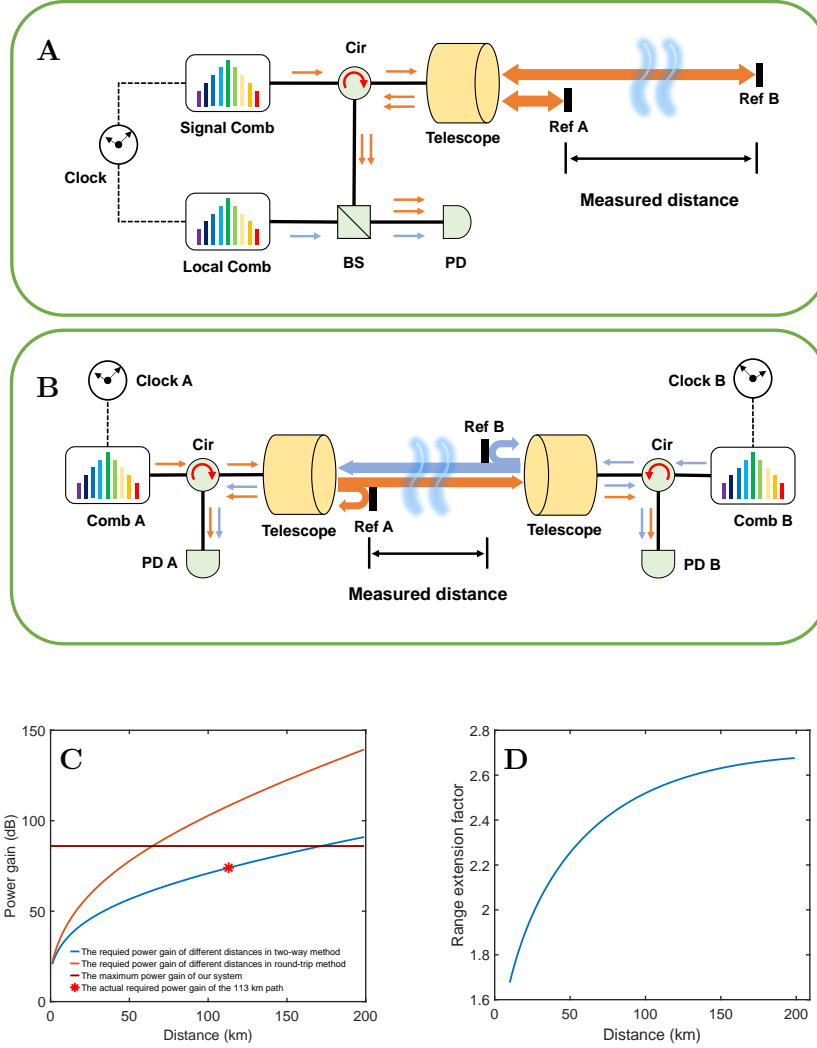 A
Cir
Signal Comb
Telescope
Ref A
Ref B
Clock
Measured distance
Local Comb
BS
PD
B
Clock A
Clock B
Ref B
Cir
Cir
Comb A
Telescope
Ref A
Telescope
Comb B
PD A
PD B
Measured distance
C
Power gain (dB)
150
100
50
0
The requied power gain of different distances in two-way method
The requied power gain of different distances in round-trip method
The maximum power gain of our system
The actual required power gain of the 113 km path
0 50 100 150 200
Distance (km)
D
Range extension factor
2.8
2.6
2.4
2.2
2
1.8
1.6
0 50 100 150 200
Distance (km)